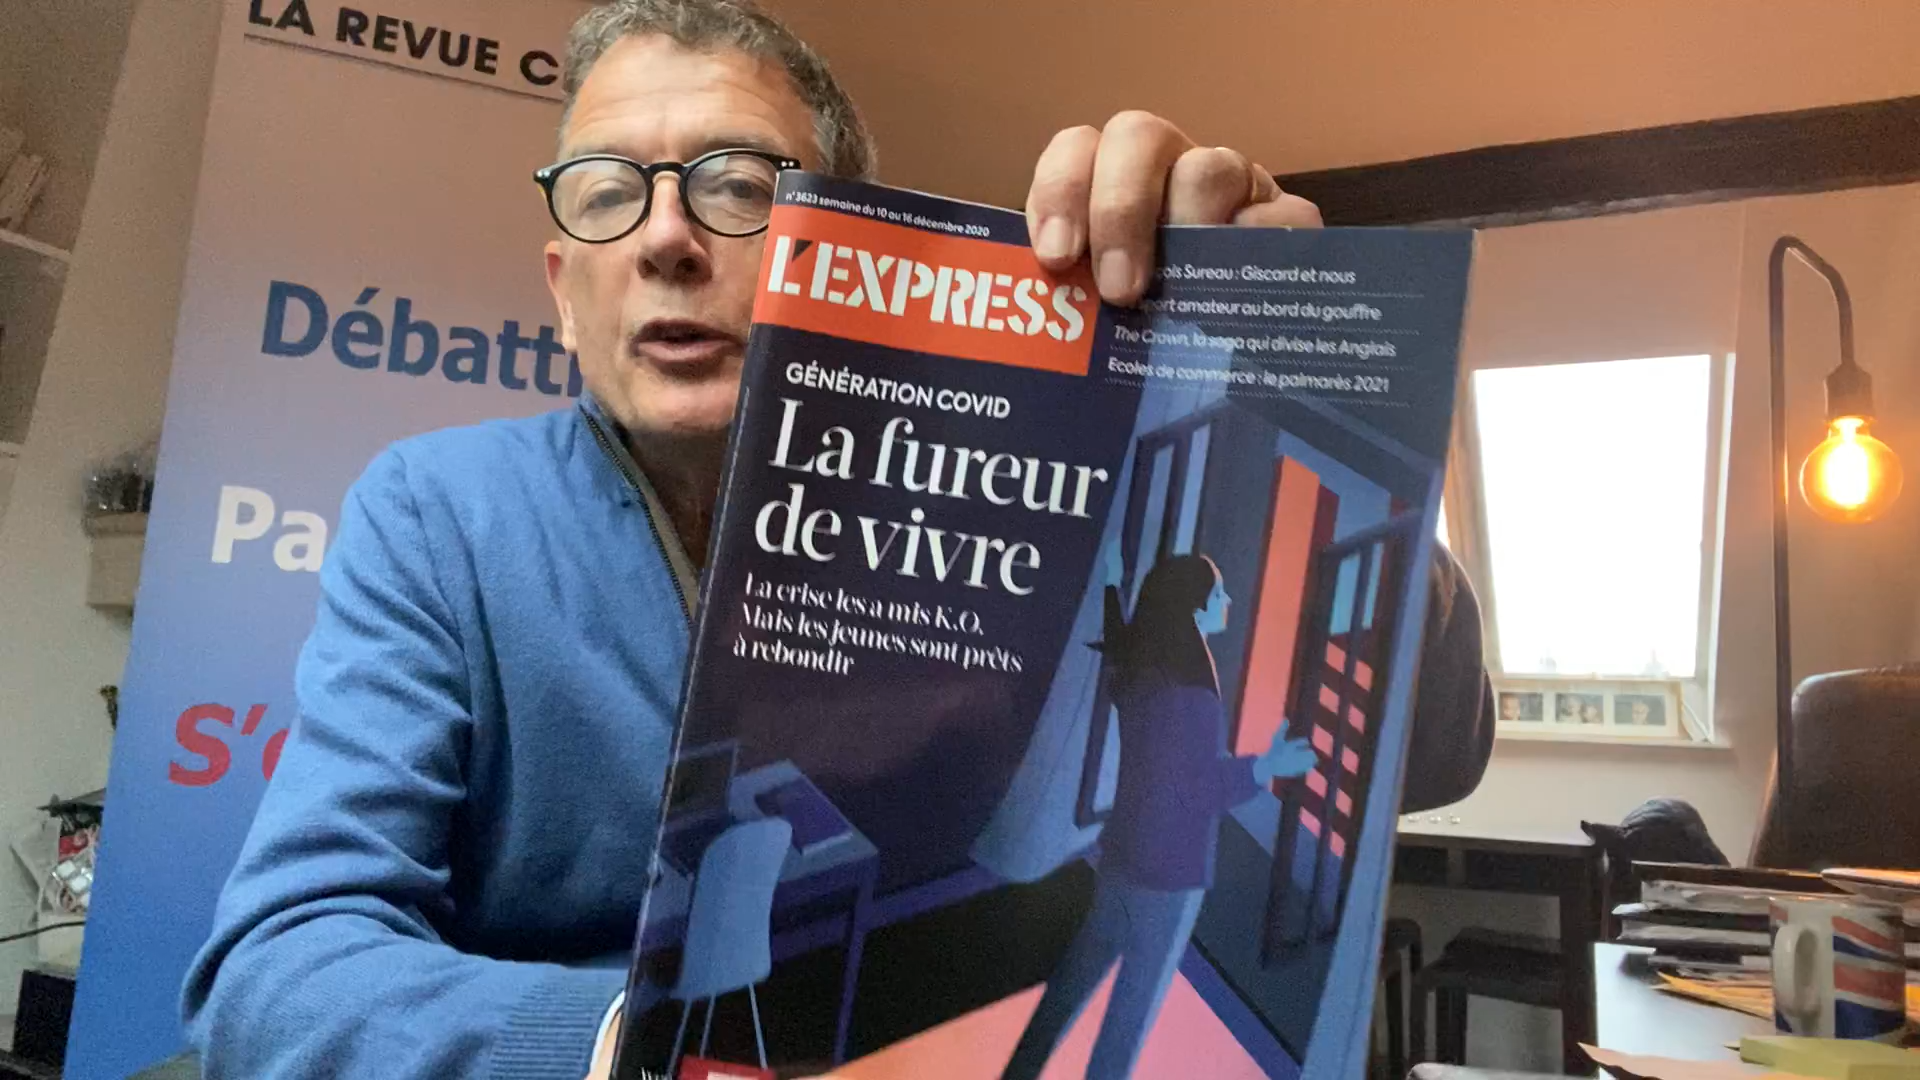 LA REVUE C
Débatt
Pa
S'
n°3623 semaine du 10 au 16 décembre 2020
L'EXPRESS
ois Sureau : Giscard et nous
port amateur au bord du gouffre
The Crown, la saga qui divise les Anglais
Ecoles de commerce : le palmarès 2021
GÉNÉRATION COVID
La fureur
de vivre
La crise les a mis K.O.
Mais les jeunes sont prêts
à rebondir